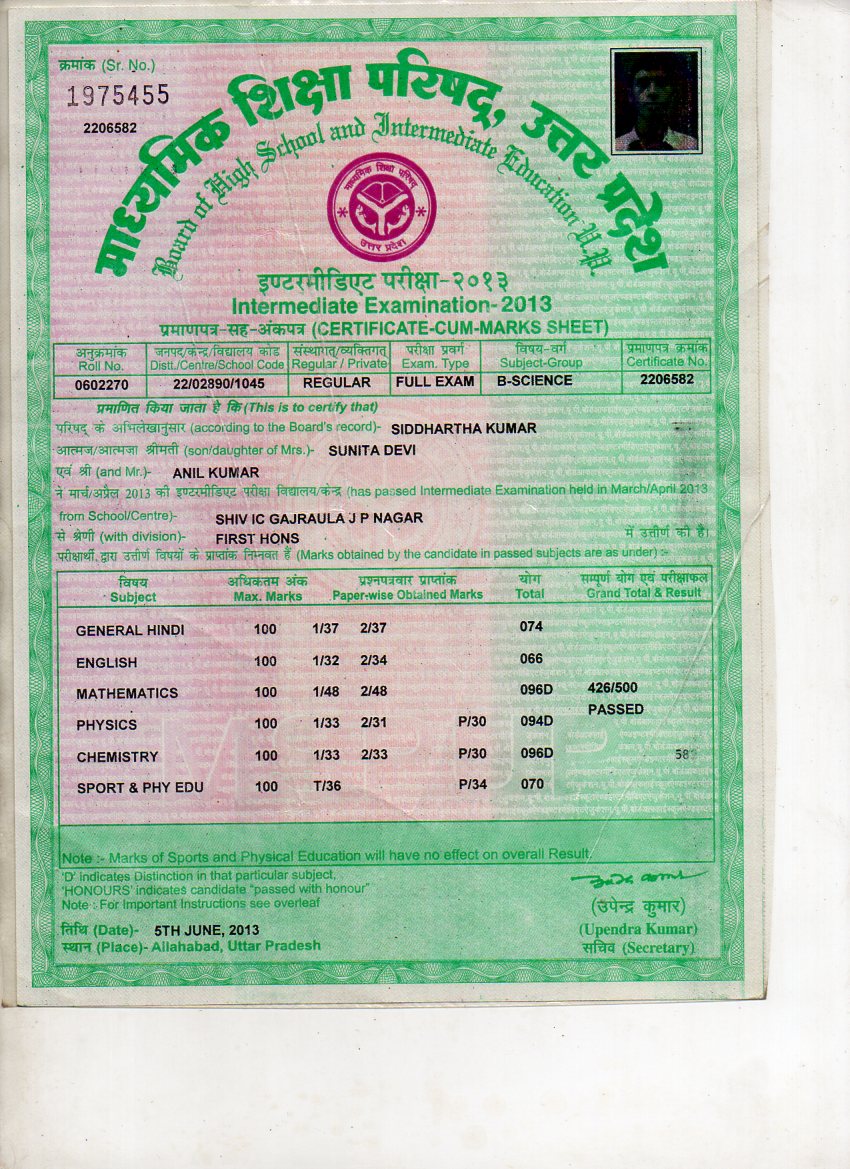 क्रमांक (Sr. No.)
1975455
2206582
माध्यमिक शिक्षा परिषद्, उत्तर प्रदेश
Board of High School and Intermediate Education U.P.
माध्यमिक शिक्षा परिषद्
उत्तर प्रदेश
इण्टरमीडिएट परीक्षा-२०१३
Intermediate Examination-2013
प्रमाणपत्र-सह-अंकपत्र (CERTIFICATE-CUM-MARKS SHEET)
अनुक्रमांक जनपद/केन्द्र/विद्यालय कोड संस्थागत/व्यक्तिगत परीक्षा प्रवर्ग विषय-वर्ग प्रमाणपत्र क्रमांक
Roll No. Distt./Centre/School Code Regular / Private Exam. Type Subject-Group Certificate No.
0602270 22/02890/1045 REGULAR FULL EXAM B-SCIENCE 2206582
प्रमाणित किया जाता है कि (This is to certify that)
परिषद् के अभिलेखानुसार (according to the Board's record)- SIDDHARTHA KUMAR
आत्मज/आत्मजा श्रीमती (son/daughter of Mrs.)- SUNITA DEVI
एवं श्री (and Mr.)- ANIL KUMAR
ने मार्च/अप्रैल 2013 की इण्टरमीडिएट परीक्षा विद्यालय/केन्द्र (has passed Intermediate Examination held in March/April 2013
from School/Centre)- SHIV IC GAJRAULA J P NAGAR
से श्रेणी (with division)- FIRST HONS में उत्तीर्ण की है।
परीक्षार्थी द्वारा उत्तीर्ण विषयों के प्राप्तांक निम्नवत हैं (Marks obtained by the candidate in passed subjects are as under) :-
विषय अधिकतम अंक प्रश्नपत्रवार प्राप्तांक योग सम्पूर्ण योग एवं परीक्षाफल
Subject Max. Marks Paper-wise Obtained Marks Total Grand Total & Result
GENERAL HINDI 100 1/37 2/37 074
ENGLISH 100 1/32 2/34 066
MATHEMATICS 100 1/48 2/48 096D 426/500
PASSED
PHYSICS 100 1/33 2/31 P/30 094D
CHEMISTRY 100 1/33 2/33 P/30 096D
SPORT & PHY EDU 100 T/36 P/34 070
Note :- Marks of Sports and Physical Education will have no effect on overall Result.
'D' indicates Distinction in that particular subject.
'HONOURS' indicates candidate "passed with honour"
Note :- For Important Instructions see overleaf
(उपेन्द्र कुमार)
तिथि (Date)- 5TH JUNE, 2013 (Upendra Kumar)
स्थान (Place)- Allahabad, Uttar Pradesh सचिव (Secretary)